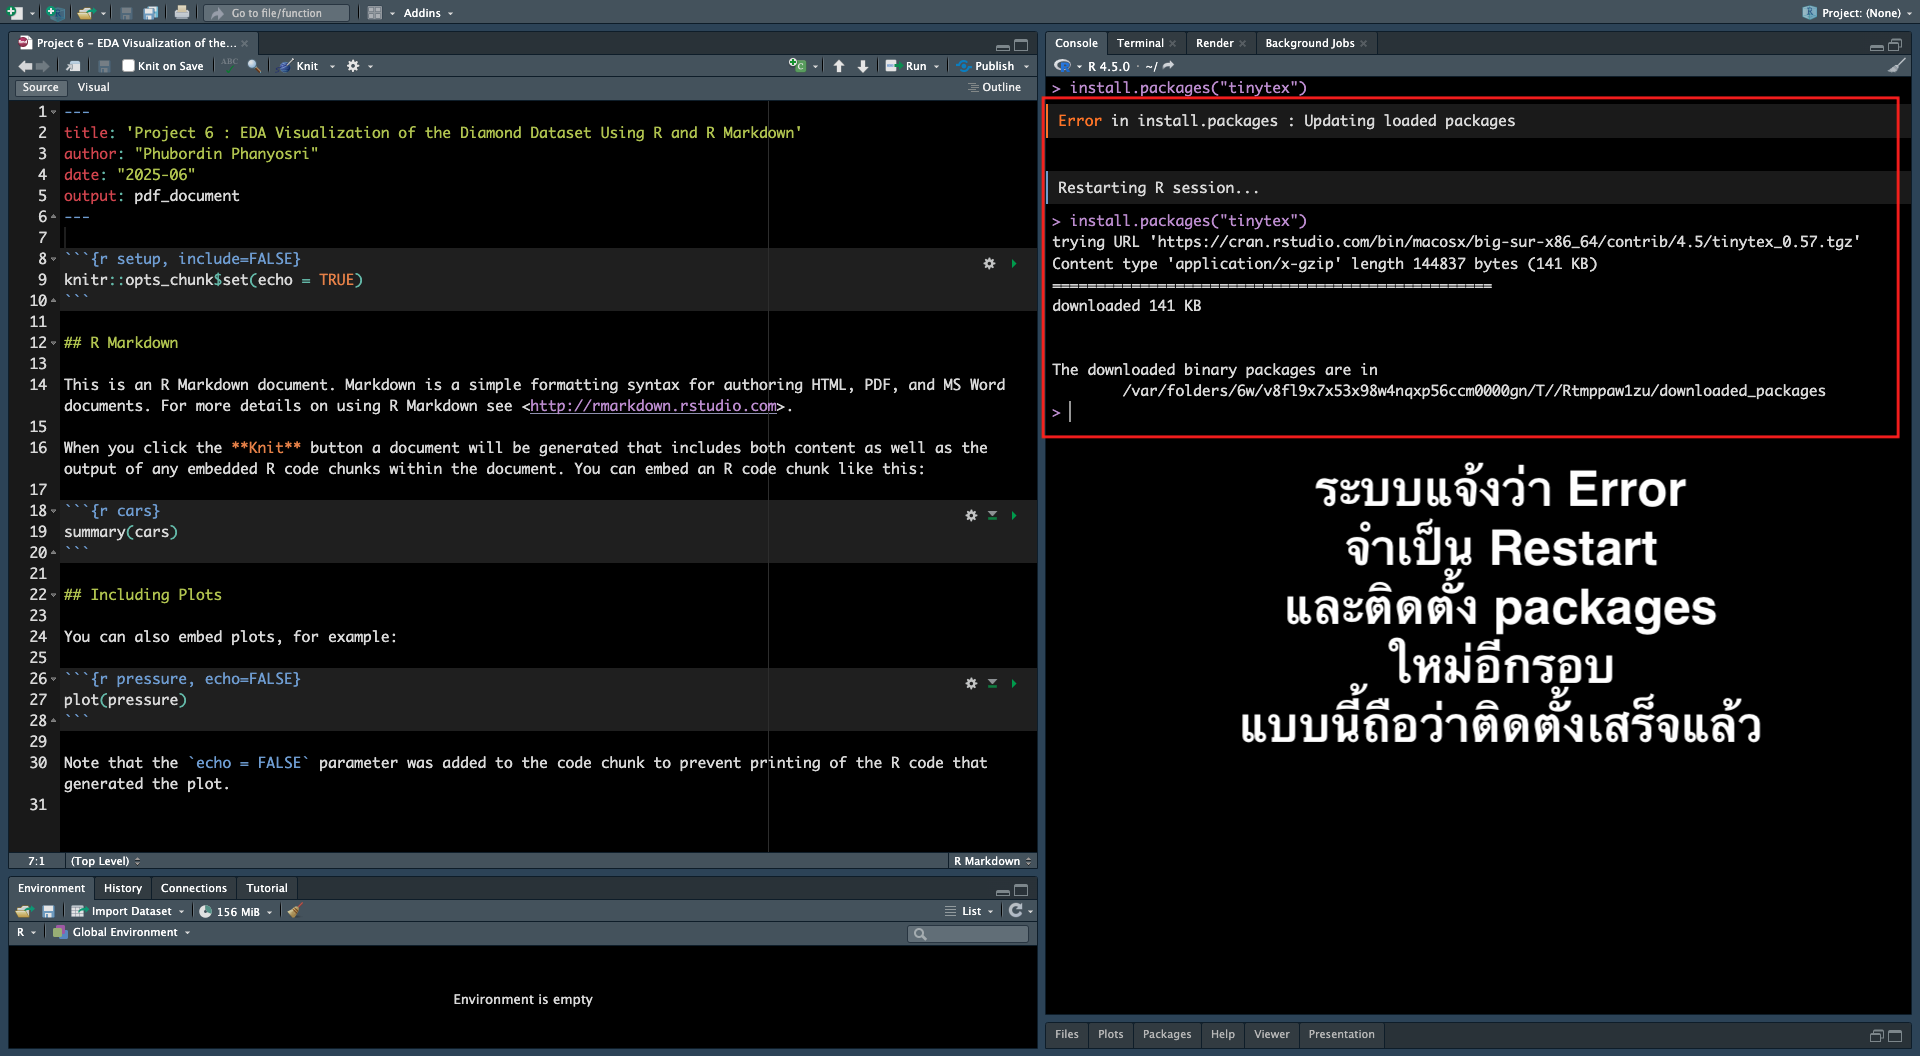 Go to file/function
Addins
Project: (None)
Project 6 – EDA Visualization of the...
Knit on Save
ABC
Knit
Run
Publish
Source
Visual
Outline
1 ---
2 title: 'Project 6 : EDA Visualization of the Diamond Dataset Using R and R Markdown'
3 author: "Phubordin Phanyosri"
4 date: "2025-06"
5 output: pdf_document
6 ---
7
8 ```{r setup, include=FALSE}
9 knitr::opts_chunk$set(echo = TRUE)
10 ```
11
12 ## R Markdown
13
14 This is an R Markdown document. Markdown is a simple formatting syntax for authoring HTML, PDF, and MS Word
documents. For more details on using R Markdown see <http://rmarkdown.rstudio.com>.
15
16 When you click the **Knit** button a document will be generated that includes both content as well as the
output of any embedded R code chunks within the document. You can embed an R code chunk like this:
17
18 ```{r cars}
19 summary(cars)
20 ```
21
22 ## Including Plots
23
24 You can also embed plots, for example:
25
26 ```{r pressure, echo=FALSE}
27 plot(pressure)
28 ```
29
30 Note that the `echo = FALSE` parameter was added to the code chunk to prevent printing of the R code that
generated the plot.
31
7:1
(Top Level)
R Markdown
Environment
History
Connections
Tutorial
Import Dataset
156 MiB
List
R
Global Environment
Environment is empty
Console
Terminal
Render
Background Jobs
R 4.5.0 · ~/
> install.packages("tinytex")
Error in install.packages : Updating loaded packages
Restarting R session...
> install.packages("tinytex")
trying URL 'https://cran.rstudio.com/bin/macosx/big-sur-x86_64/contrib/4.5/tinytex_0.57.tgz'
Content type 'application/x-gzip' length 144837 bytes (141 KB)
==================================================
downloaded 141 KB
The downloaded binary packages are in
/var/folders/6w/v8fl9x7x53x98w4nqxp56ccm0000gn/T//Rtmppaw1zu/downloaded_packages
>
ระบบแจ้งว่า Error
จำเป็น Restart
และติดตั้ง packages
ใหม่อีกรอบ
แบบนี้ถือว่าติดตั้งเสร็จแล้ว
Files
Plots
Packages
Help
Viewer
Presentation